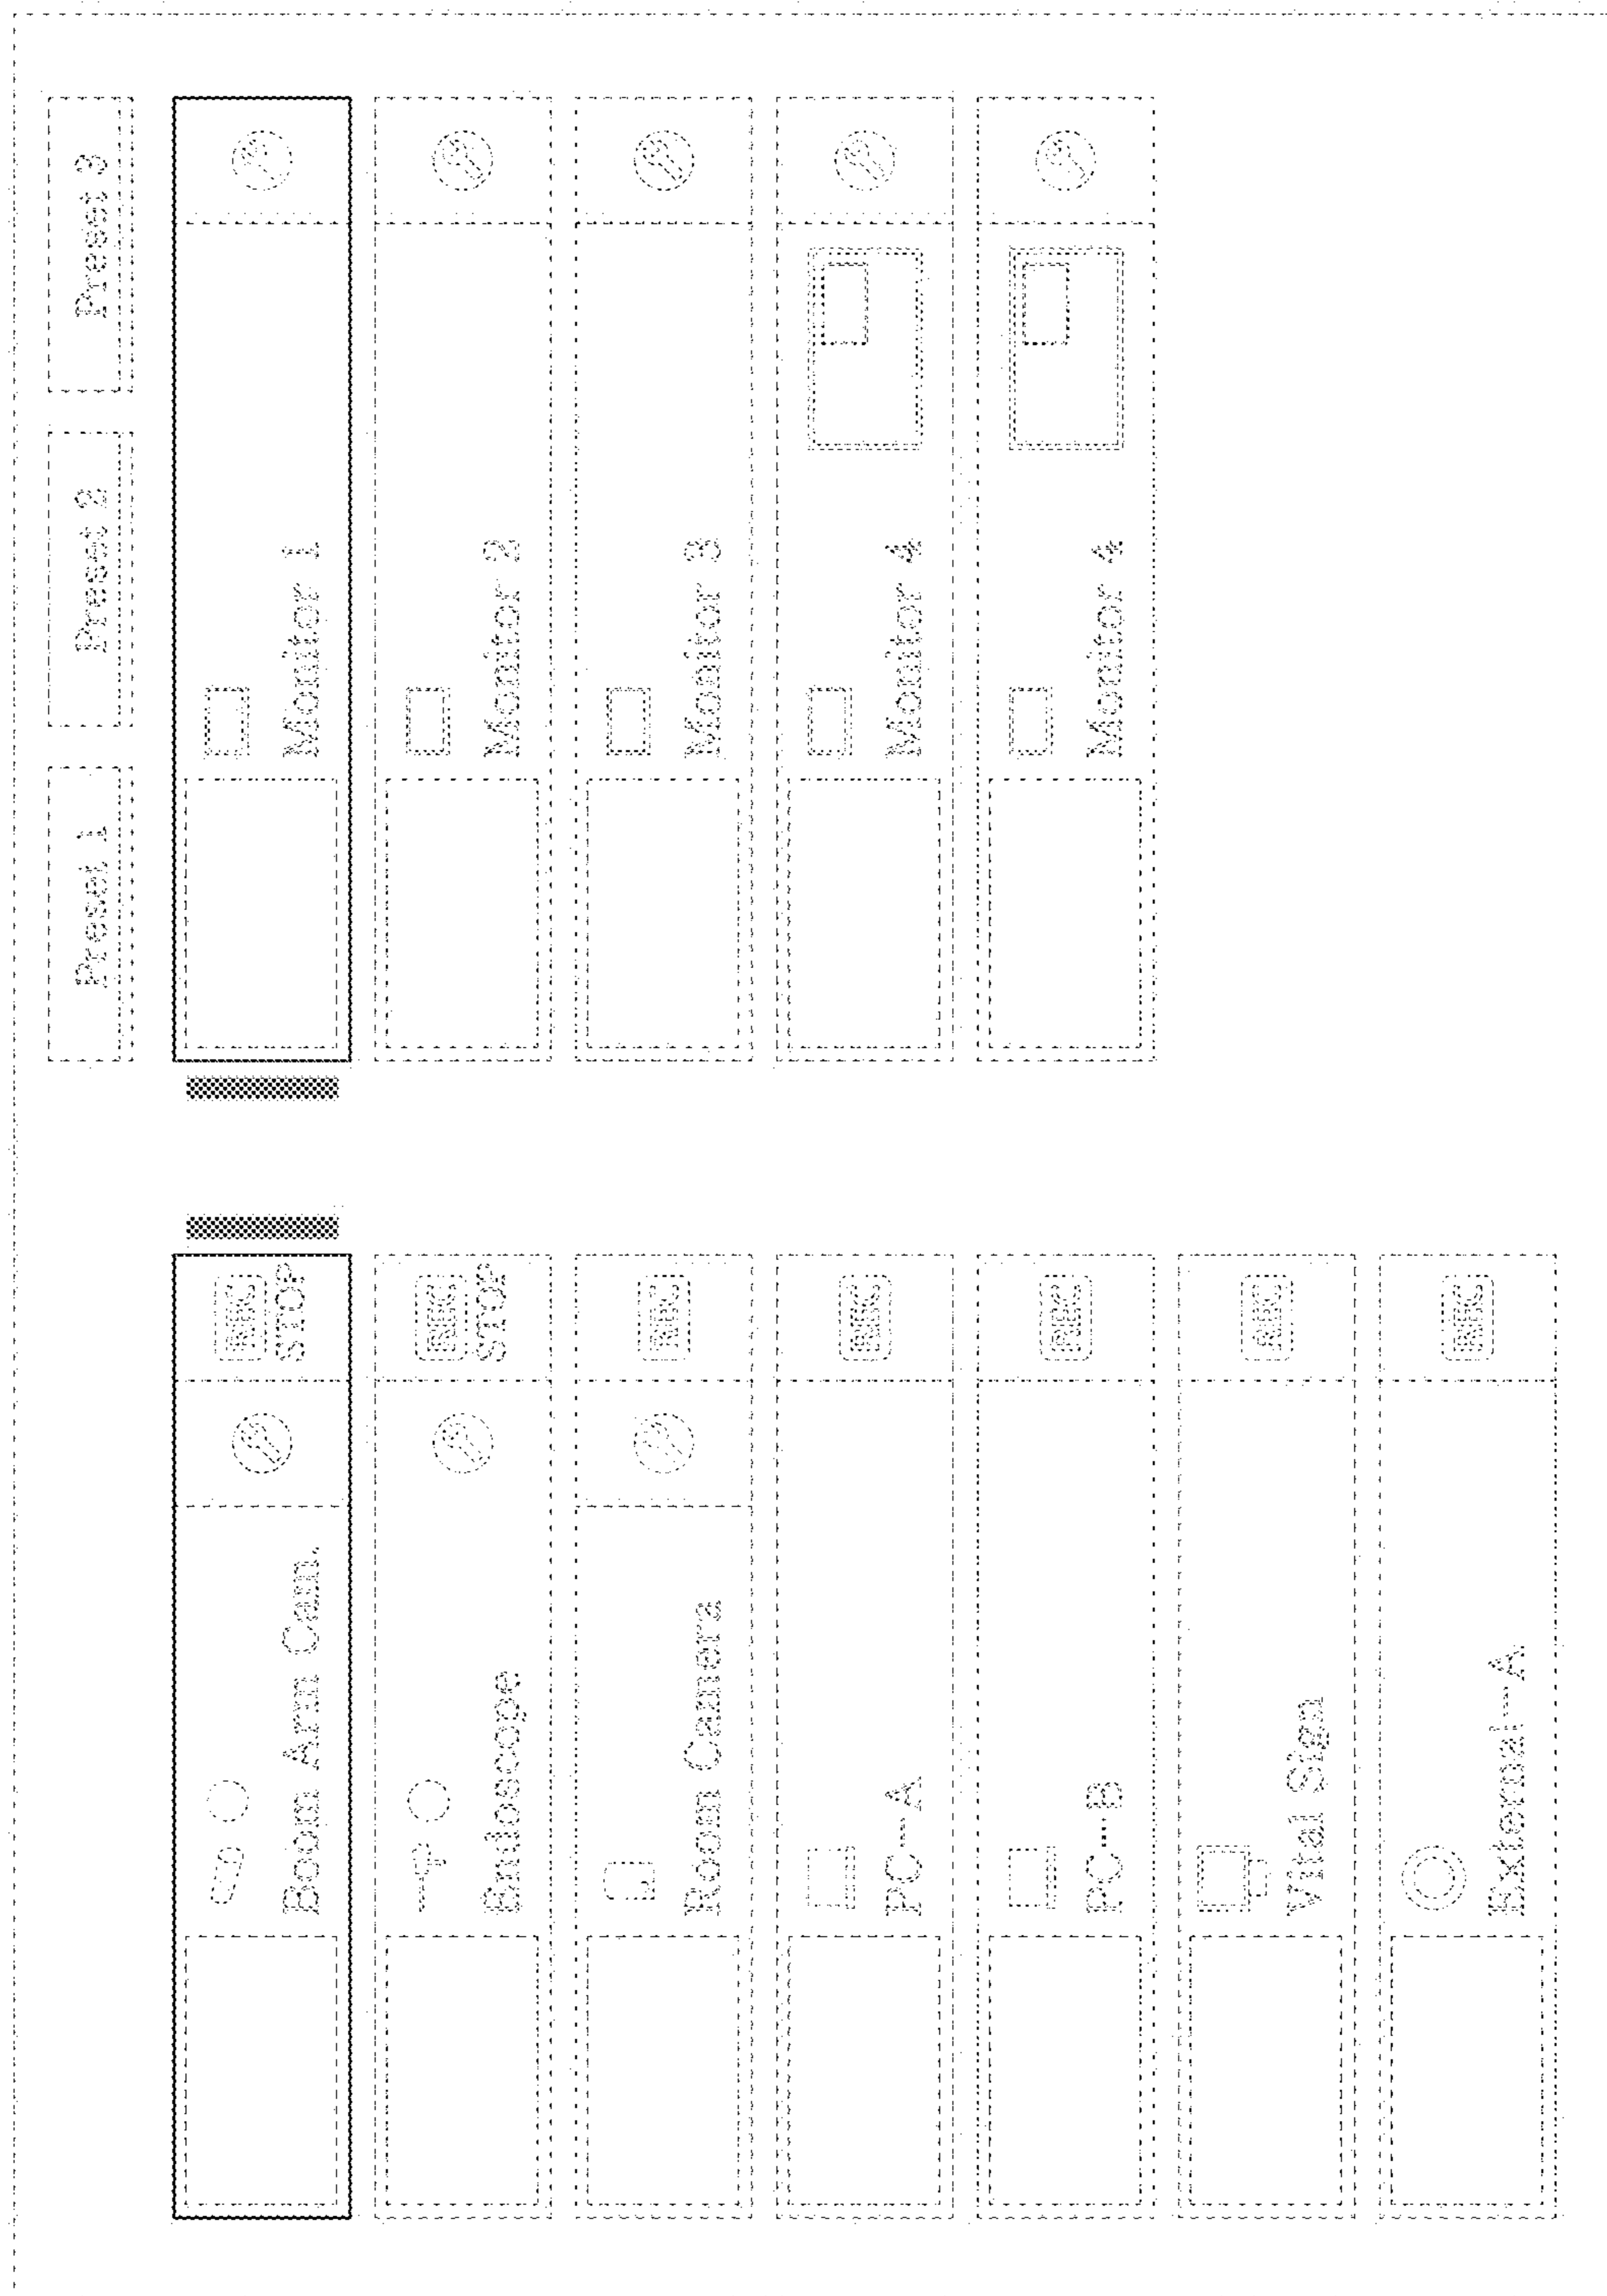 Preset 1
Preset 2
Preset 3
Boom Arm Cam.
REC
STOP
Monitor 1
Endoscope
REC
STOP
Monitor 2
Room Camera
REC
Monitor 3
PC-A
REC
Monitor 4
PC-B
REC
Monitor 4
Vital Sign
REC
External-A
REC